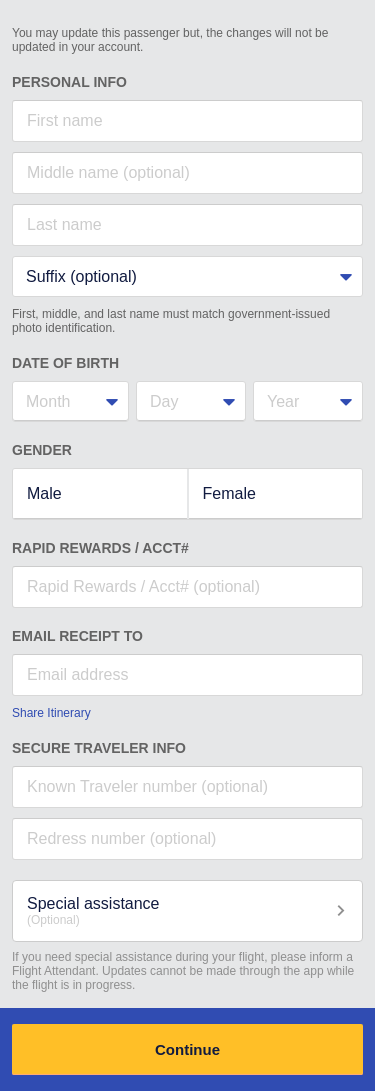 You may update this passenger but, the changes will not be
updated in your account.
PERSONAL INFO
First name
Middle name (optional)
Last name
Suffix (optional)
First, middle, and last name must match government-issued
photo identification.
DATE OF BIRTH
Month Day Year
GENDER
Male Female
RAPID REWARDS / ACCT#
Rapid Rewards / Acct# (optional)
EMAIL RECEIPT TO
Email address
Share Itinerary
SECURE TRAVELER INFO
Known Traveler number (optional)
Redress number (optional)
Special assistance
(Optional)
If you need special assistance during your flight, please inform a
Flight Attendant. Updates cannot be made through the app while
the flight is in progress.
Continue